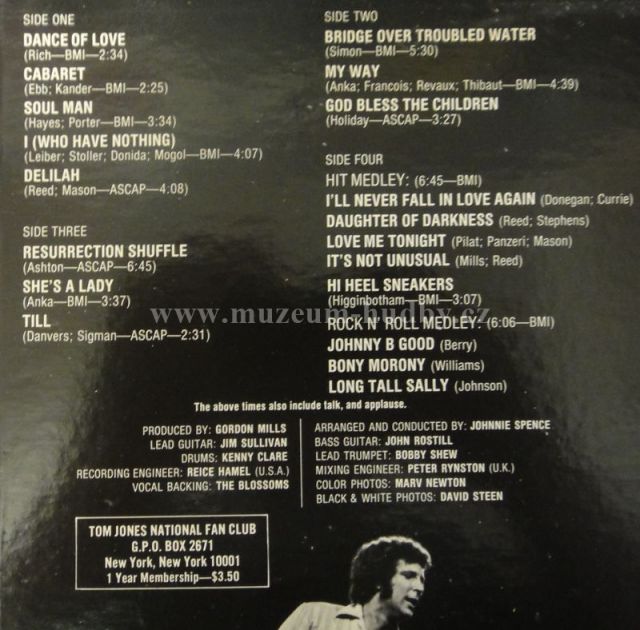 SIDE ONE
DANCE OF LOVE
(Rich—BMI—2:34)
CABARET
(Ebb; Kander—BMI—2:25)
SOUL MAN
(Hayes; Porter—BMI—3:34)
I (WHO HAVE NOTHING)
(Leiber; Stoller; Donida; Mogol—BMI—4:07)
DELILAH
(Reed; Mason—ASCAP—4:08)
SIDE TWO
BRIDGE OVER TROUBLED WATER
(Simon—BMI—5:30)
MY WAY
(Anka; Francois; Revaux; Thibaut—BMI—4:39)
GOD BLESS THE CHILDREN
(Holiday—ASCAP—3:27)
SIDE THREE
RESURRECTION SHUFFLE
(Ashton—ASCAP—6:45)
SHE'S A LADY
(Anka—BMI—3:37)
TILL
(Danvers; Sigman—ASCAP—2:31)
SIDE FOUR
HIT MEDLEY: (6:45—BMI)
I'LL NEVER FALL IN LOVE AGAIN (Donegan; Currie)
DAUGHTER OF DARKNESS (Reed; Stephens)
LOVE ME TONIGHT (Pilat; Panzeri; Mason)
IT'S NOT UNUSUAL (Mills; Reed)
HI HEEL SNEAKERS
(Higginbotham—BMI—3:07)
ROCK N' ROLL MEDLEY: (6:06—BMI)
JOHNNY B GOOD (Berry)
BONY MORONY (Williams)
LONG TALL SALLY (Johnson)
www.muzeum-hudby.cz
The above times also include talk, and applause.
PRODUCED BY: GORDON MILLS
LEAD GUITAR: JIM SULLIVAN
DRUMS: KENNY CLARE
RECORDING ENGINEER: REICE HAMEL (U.S.A.)
VOCAL BACKING: THE BLOSSOMS
ARRANGED AND CONDUCTED BY: JOHNNIE SPENCE
BASS GUITAR: JOHN ROSTILL
LEAD TRUMPET: BOBBY SHEW
MIXING ENGINEER: PETER RYNSTON (U.K.)
COLOR PHOTOS: MARV NEWTON
BLACK & WHITE PHOTOS: DAVID STEEN
TOM JONES NATIONAL FAN CLUB
G.P.O. BOX 2671
New York, New York 10001
1 Year Membership—$3.50